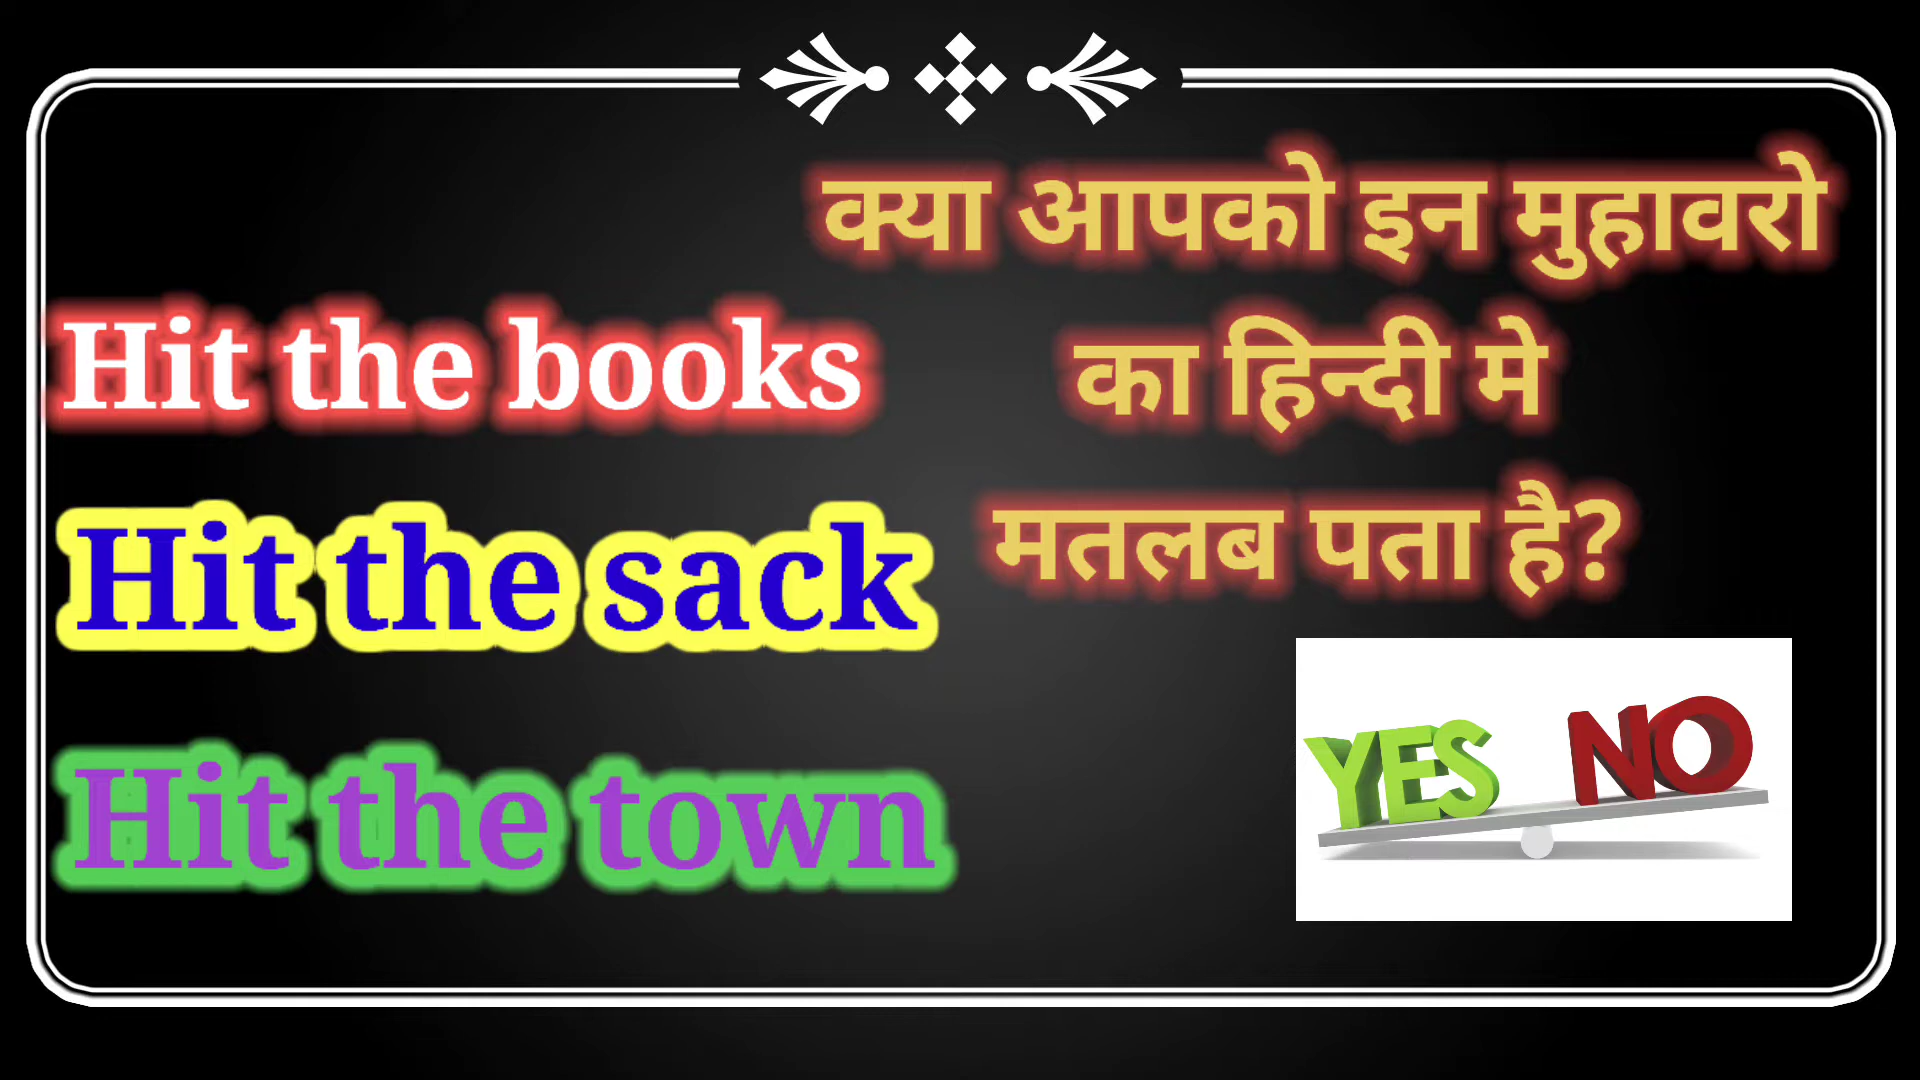 क्या आपको इन मुहावरो
का हिन्दी मे
मतलब पता है?
Hit the books
Hit the sack
Hit the town
YES NO